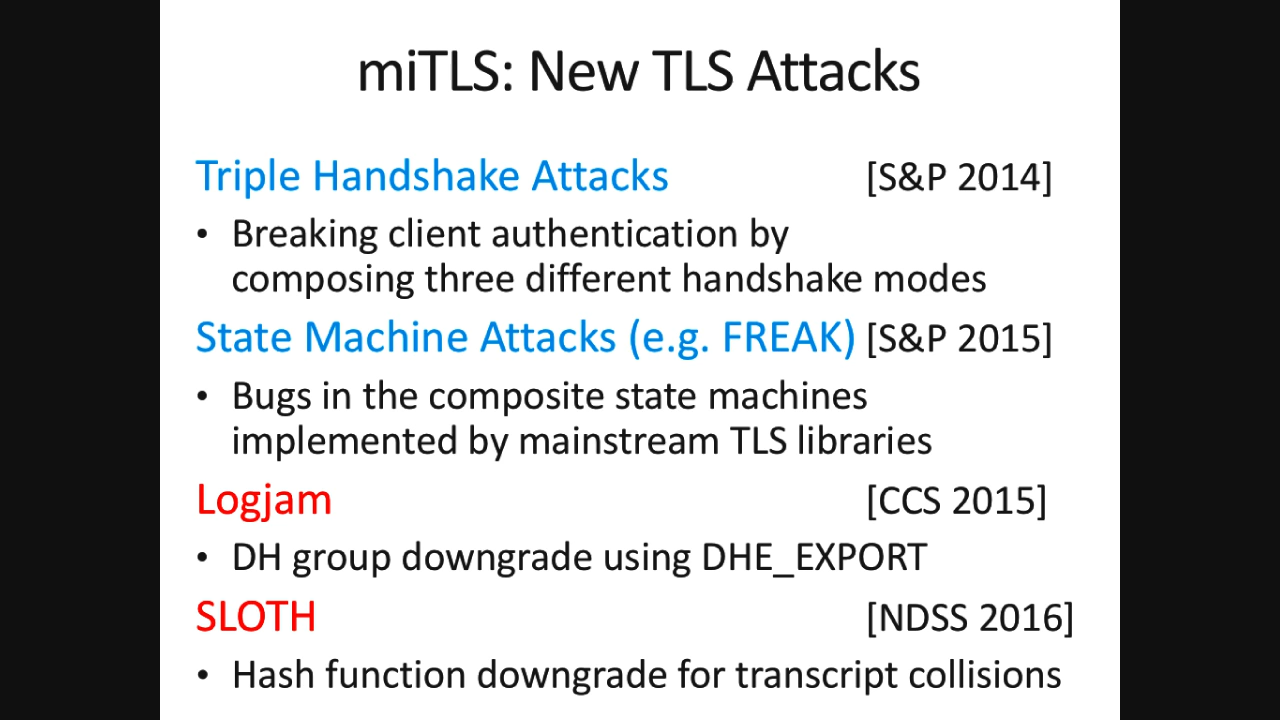 miTLS: New TLS Attacks
Triple Handshake Attacks [S&P 2014]
• Breaking client authentication by
composing three different handshake modes
State Machine Attacks (e.g. FREAK) [S&P 2015]
• Bugs in the composite state machines
implemented by mainstream TLS libraries
Logjam [CCS 2015]
• DH group downgrade using DHE_EXPORT
SLOTH [NDSS 2016]
• Hash function downgrade for transcript collisions